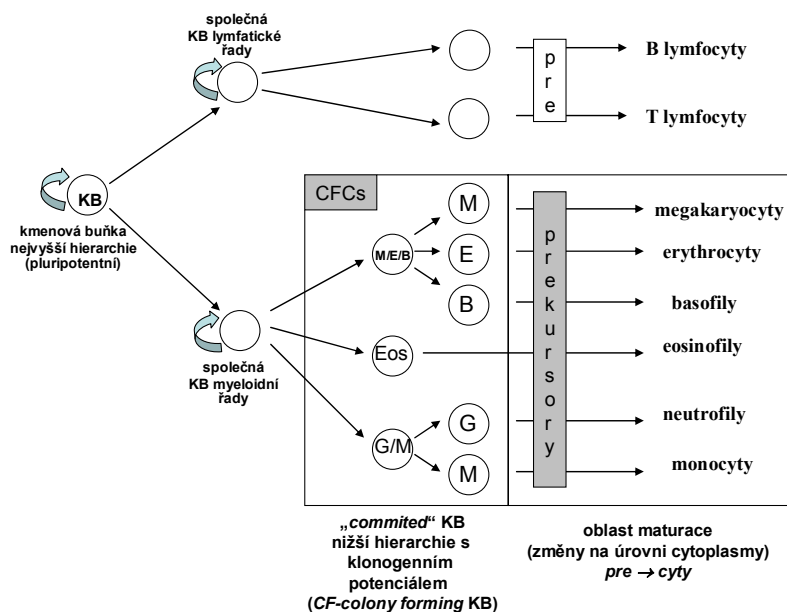 společná
KB lymfatické
řady
B lymfocyty
pre
T lymfocyty
KB
kmenová buňka
nejvyšší hierarchie
(pluripotentní)
CFCs
M
megakaryocyty
M/E/B
E
erythrocyty
B
basofily
Eos
eosinofily
prekursory
společná
KB myeloidní
řady
G/M
G
neutrofily
M
monocyty
„commited“ KB
nižší hierarchie s
klonogenním
potenciálem
(CF-colony forming KB)
oblast maturace
(změny na úrovni cytoplasmy)
pre → cyty